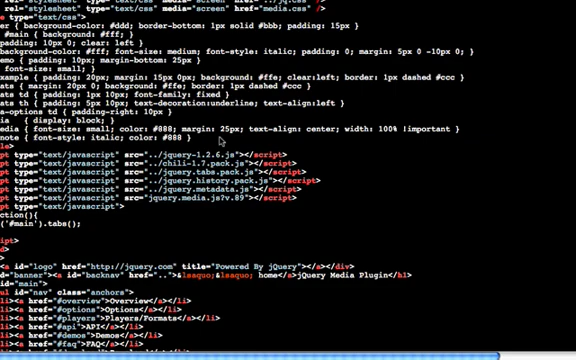 rel="stylesheet" type="text/css" media="screen" href="../jq.css" />
rel="stylesheet" type="text/css" media="screen" href="
e type="text/css">
er { background-color: #ddd; border-bottom: 1px solid #bbb; padding: 15px }
#main { background: #fff; }
padding: 10px 0; clear: left }
background-color: #fff; font-size: medium; font-style: italic; padding: 0; margin: 5px 0 -10px 0; }
emo { padding: 10px; margin-bottom: 25px }
font-size: small; }
xample { padding: 20px; margin: 15px 0px; background: #ffe; clear:left; border: 1px dashed #ccc }
ats { margin: 20px 0; background: #ffe; border: 1px dashed #ccc }
ats td { padding: 1px 10px; font-family: fixed }
ats th { padding: 5px 10px; text-decoration:underline; text-align:left }
a-options td { padding-right: 10px }
ia { display: block; }
edia { font-size: small; color: #888; margin: 25px; text-align: center; width: 100% !important }
note { font-style: italic; color: #888 }
le>
pt type="text/javascript" src="../jquery-1.2.6.js"></script>
pt type="text/javascript" src="../chili-1.7.pack.js"></script>
pt type="text/javascript" src="../jquery.tabs.pack.js"></script>
pt type="text/javascript" src="../jquery.history.pack.js"></script>
pt type="text/javascript" src="../jquery.metadata.js"></script>
pt type="text/javascript" src="jquery.media.js?v.89"></script>
pt type="text/javascript">
ction(){
('#main').tabs();
ipt>
d>
>
<a id="logo" href="http://jquery.com" title="Powered By jQuery"></a></div>
d="banner"><a id="backnav" href="..">&lsaquo;&lsaquo; home</a>jQuery Media Plugin</h1>
id="main">
ul id="nav" class="anchors">
li><a href="#overview">Overview</a></li>
li><a href="#options">Options</a></li>
li><a href="#players">Players/Formats</a></li>
li><a href="#api">API</a></li>
li><a href="#demos">Demos</a></li>
li><a href="#faq">FAQ</a></li>